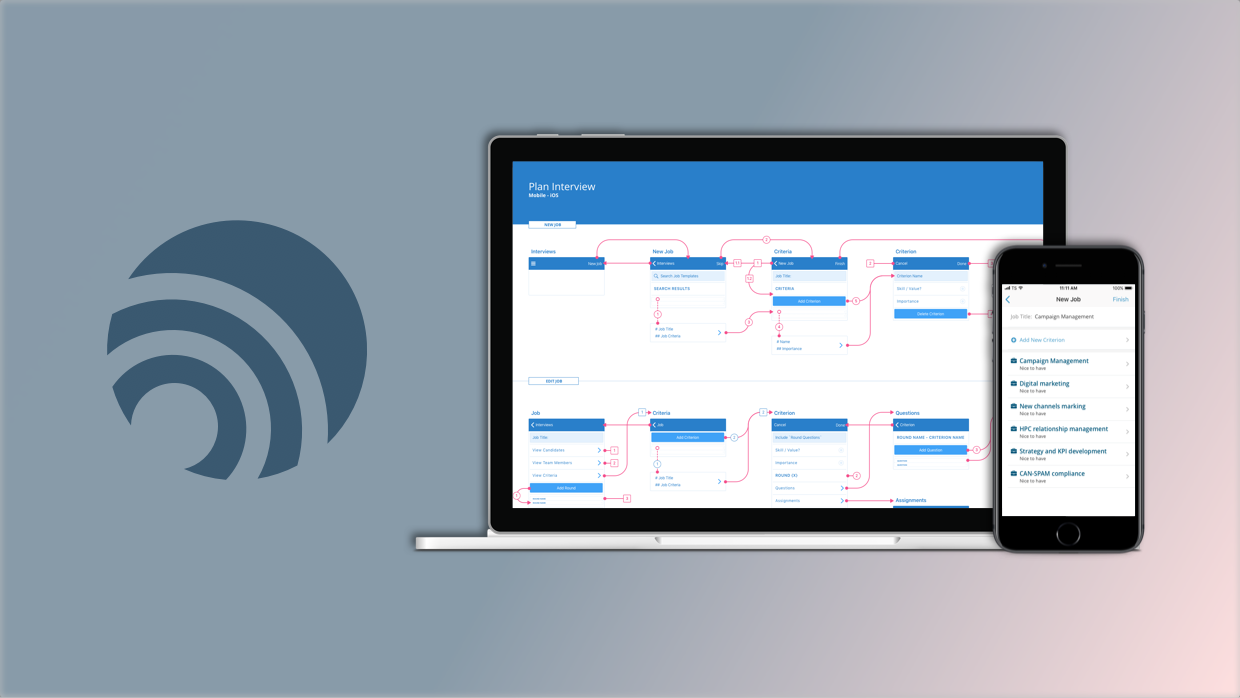 Plan Interview
Mobile - iOS
NEW JOB
Interviews
New Job
New Job
Interviews
Skip
Search Job Templates
SEARCH RESULTS
# Job Title
## Job Criteria
Criteria
New Job
Finish
Job Title
CRITERIA
Add Criterion
# Name
## Importance
Criterion
Cancel
Done
Criterion Name
Skill / Value?
Importance
Delete Criterion
EDIT JOB
Job
Interviews
Job Title
View Candidates
View Team Members
View Criteria
Add Round
Criteria
Job
Add Criterion
# Job Title
## Job Criteria
Criterion
Cancel
Done
Include Round Questions
Skill / Value?
Importance
ROUND (X)
Questions
Assignments
Questions
Criterion
ROUND NAME - CRITERION NAME
Add Question
Assignments
TS
11:11 AM
100%
New Job
Finish
Job Title: Campaign Management
Add New Criterion
Campaign Management
Nice to have
Digital marketing
Nice to have
New channels marking
Nice to have
HPC relationship management
Nice to have
Strategy and KPI development
Nice to have
CAN-SPAM compliance
Nice to have